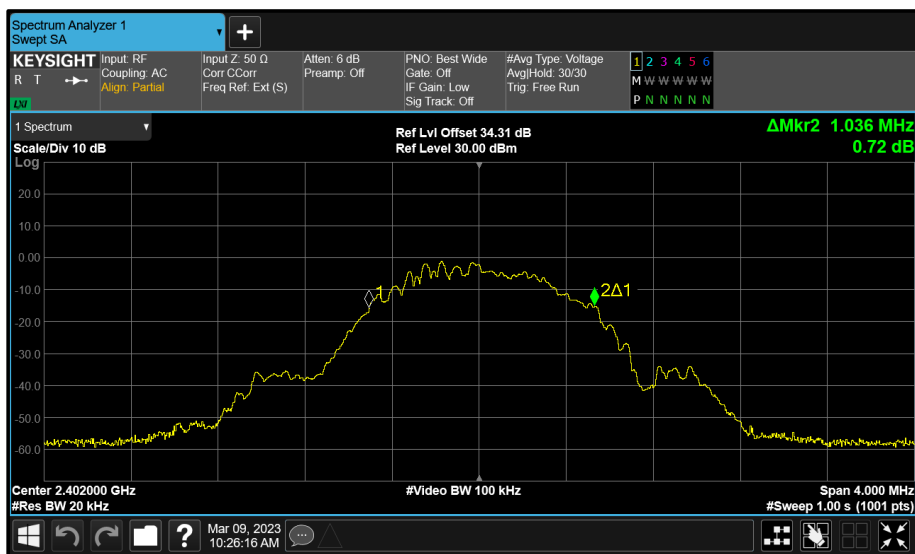 Spectrum Analyzer 1
Swept SA
KEYSIGHT
R T
LXI
Input: RF
Coupling: AC
Align: Partial
Input Z: 50 Ω
Corr CCorr
Freq Ref: Ext (S)
Atten: 6 dB
Preamp: Off
PNO: Best Wide
Gate: Off
IF Gain: Low
Sig Track: Off
#Avg Type: Voltage
Avg|Hold: 30/30
Trig: Free Run
1 2 3 4 5 6
M W W W W W
P N N N N N
1 Spectrum
Scale/Div 10 dB
Ref Lvl Offset 34.31 dB
Ref Level 30.00 dBm
ΔMkr2 1.036 MHz
0.72 dB
Log
20.0
10.0
0.00
-10.0
-20.0
-30.0
-40.0
-50.0
-60.0
1
2Δ1
Center 2.402000 GHz
#Res BW 20 kHz
#Video BW 100 kHz
Span 4.000 MHz
#Sweep 1.00 s (1001 pts)
?
Mar 09, 2023
10:26:16 AM